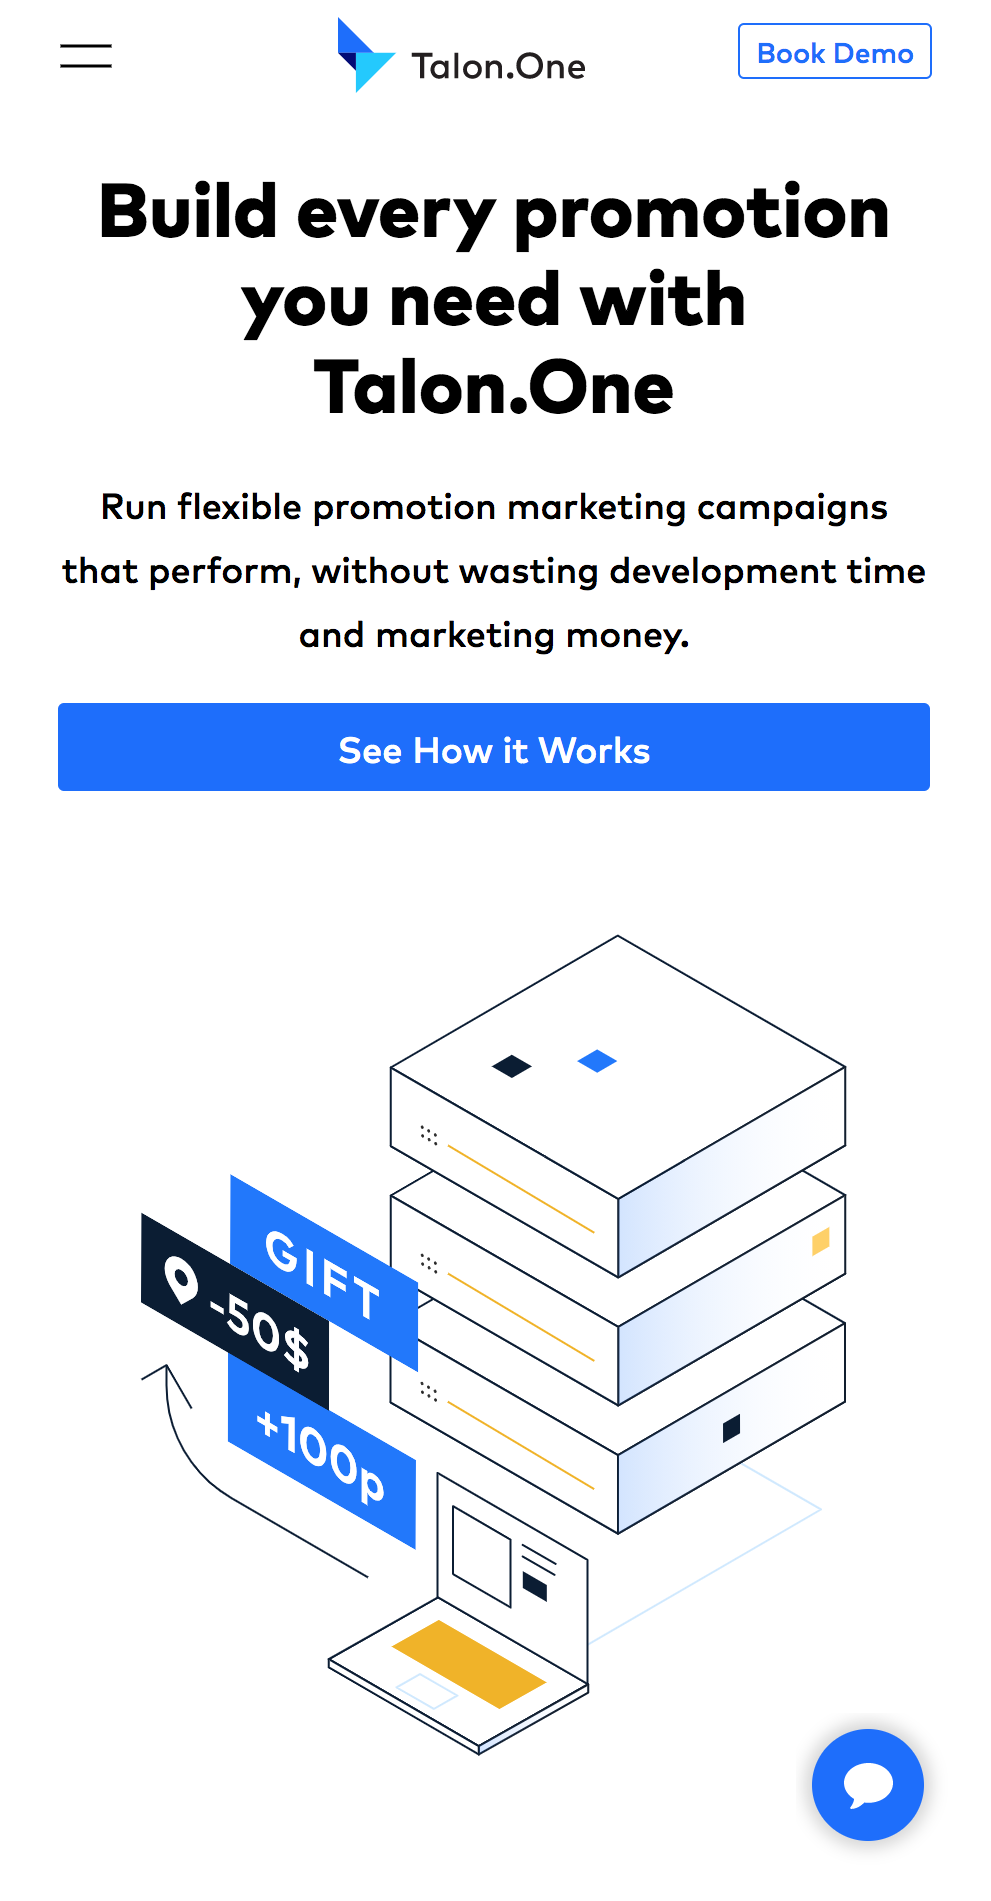 Talon.One
Book Demo
Build every promotion
you need with
Talon.One
Run flexible promotion marketing campaigns
that perform, without wasting development time
and marketing money.
See How it Works
GIFT
-50$
+100p